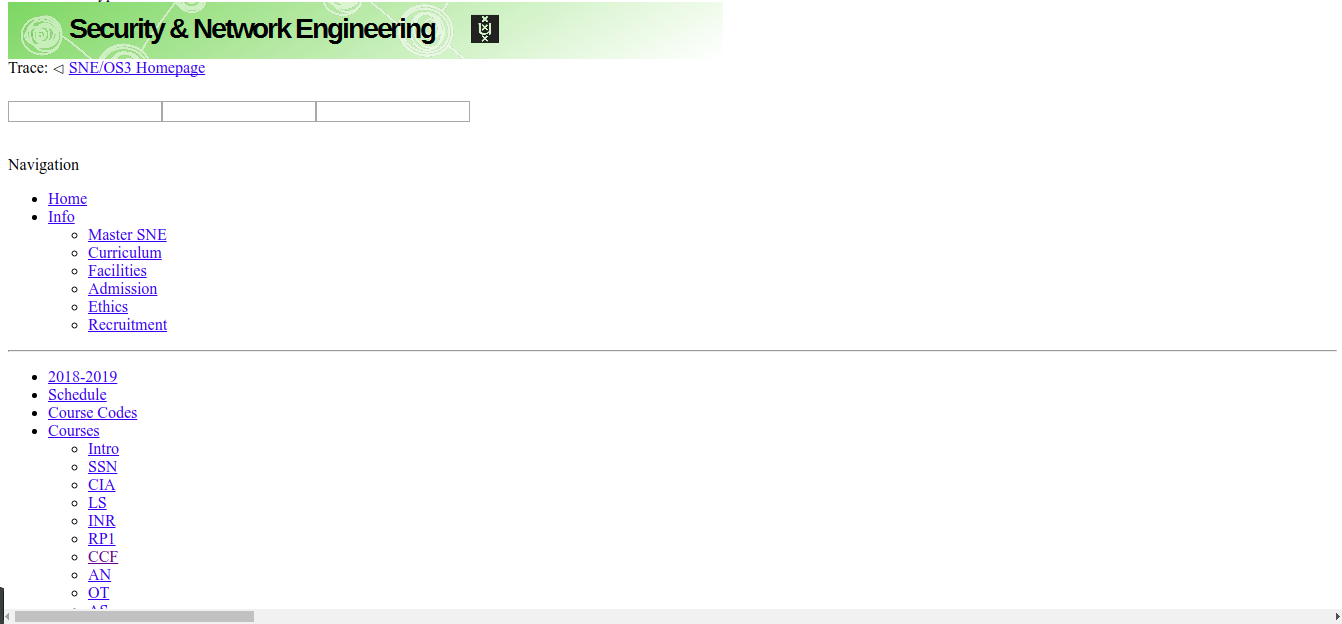 Security & Network Engineering
Trace: ◁ SNE/OS3 Homepage
Navigation
Home
Info
Master SNE
Curriculum
Facilities
Admission
Ethics
Recruitment
2018-2019
Schedule
Course Codes
Courses
Intro
SSN
CIA
LS
INR
RP1
CCF
AN
OT